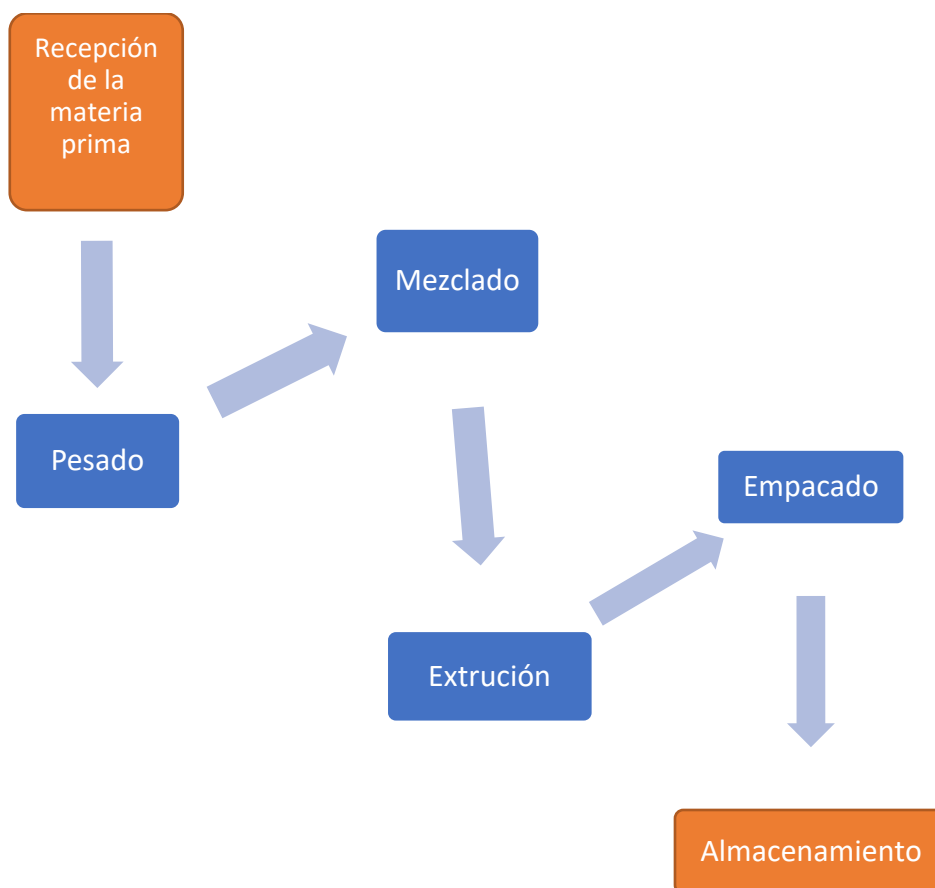 Recepción
de la
materia
prima
Pesado
Mezclado
Extrución
Empacado
Almacenamiento